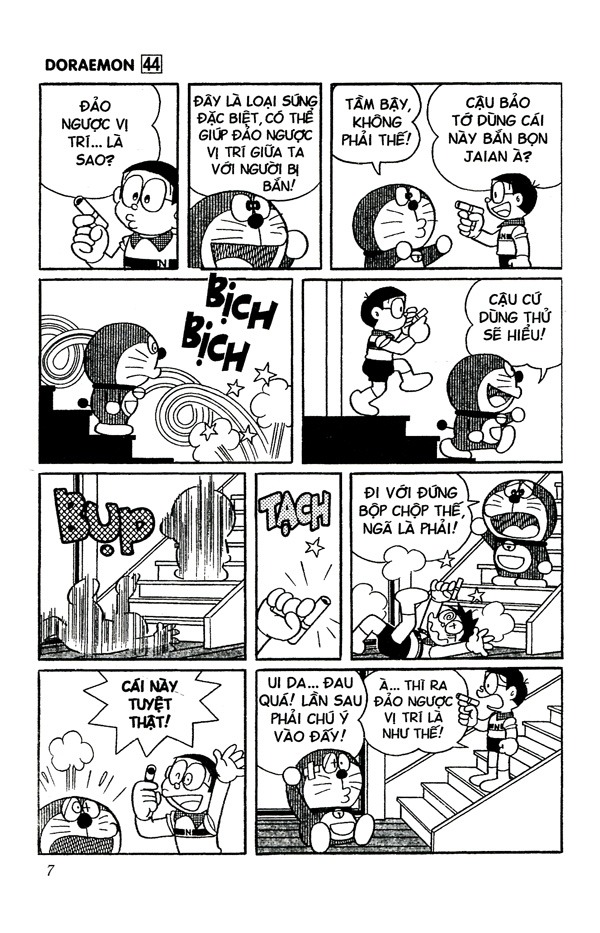 DORAEMON 44
ĐẢO
NGƯỢC VỊ
TRÍ... LÀ
SAO?
ĐÂY LÀ LOẠI SÚNG
ĐẶC BIỆT, CÓ THỂ
GIÚP ĐẢO NGƯỢC
VỊ TRÍ GIỮA TA
VỚI NGƯỜI BỊ
BẮN!
TẦM BẬY,
KHÔNG
PHẢI THẾ!
CẬU BẢO
TỚ DÙNG CÁI
NÀY BẮN BỌN
JAIAN À?
N
BỊCH
BỊCH
CẬU CỨ
DÙNG THỬ
SẼ HIỂU!
BỤP
TẠCH
ĐI VỚI ĐỨNG
BỘP CHỘP THẾ,
NGÃ LÀ PHẢI!
CÁI NÀY
TUYỆT
THẬT!
UI DA... ĐAU
QUÁ! LẦN SAU
PHẢI CHÚ Ý
VÀO ĐẤY!
À... THÌ RA
ĐẢO NGƯỢC
VỊ TRÍ LÀ
NHƯ THẾ!
7